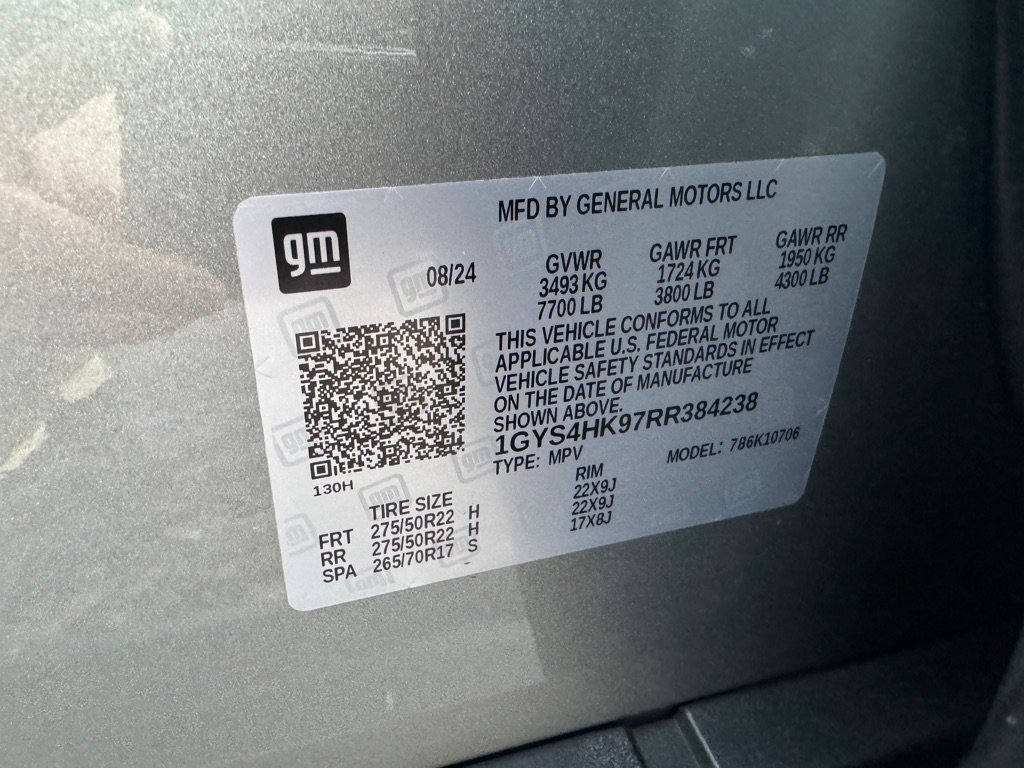 gm
MFD BY GENERAL MOTORS LLC
08/24
GVWR GAWR FRT GAWR RR
3493 KG 1724 KG 1950 KG
7700 LB 3800 LB 4300 LB
THIS VEHICLE CONFORMS TO ALL
APPLICABLE U.S. FEDERAL MOTOR
VEHICLE SAFETY STANDARDS IN EFFECT
ON THE DATE OF MANUFACTURE
SHOWN ABOVE.
1GYS4HK97RR384238
TYPE: MPV MODEL: 786K10706
130H
TIRE SIZE RIM
FRT 275/50R22 H 22X9J
RR 275/50R22 H 22X9J
SPA 265/70R17 S 17X8J